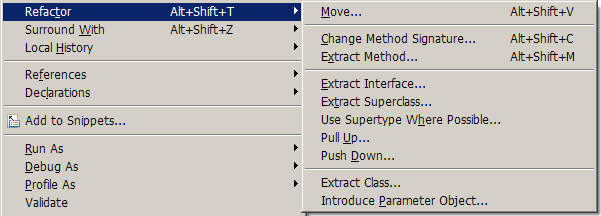 Refactor Alt+Shift+T
Surround With Alt+Shift+Z
Local History
References
Declarations
Add to Snippets...
Run As
Debug As
Profile As
Validate
Move... Alt+Shift+V
Change Method Signature... Alt+Shift+C
Extract Method... Alt+Shift+M
Extract Interface...
Extract Superclass...
Use Supertype Where Possible...
Pull Up...
Push Down...
Extract Class...
Introduce Parameter Object...